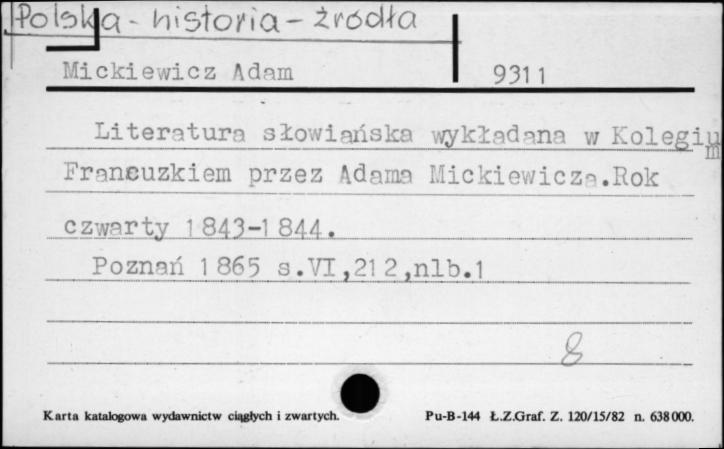 Polska - historia - źródła
Mickiewicz Adam
9311
Literatura słowiańska wykładana w Kolegium
Francuzkiem przez Adama Mickiewicza.Rok
czwarty 1843-1844.
Poznań 1865 s.VI,212,nlb.1
8
Karta katalogowa wydawnictw ciągłych i zwartych.
Pu-B-144 Ł.Z.Graf. Z. 120/15/82 n. 638000.